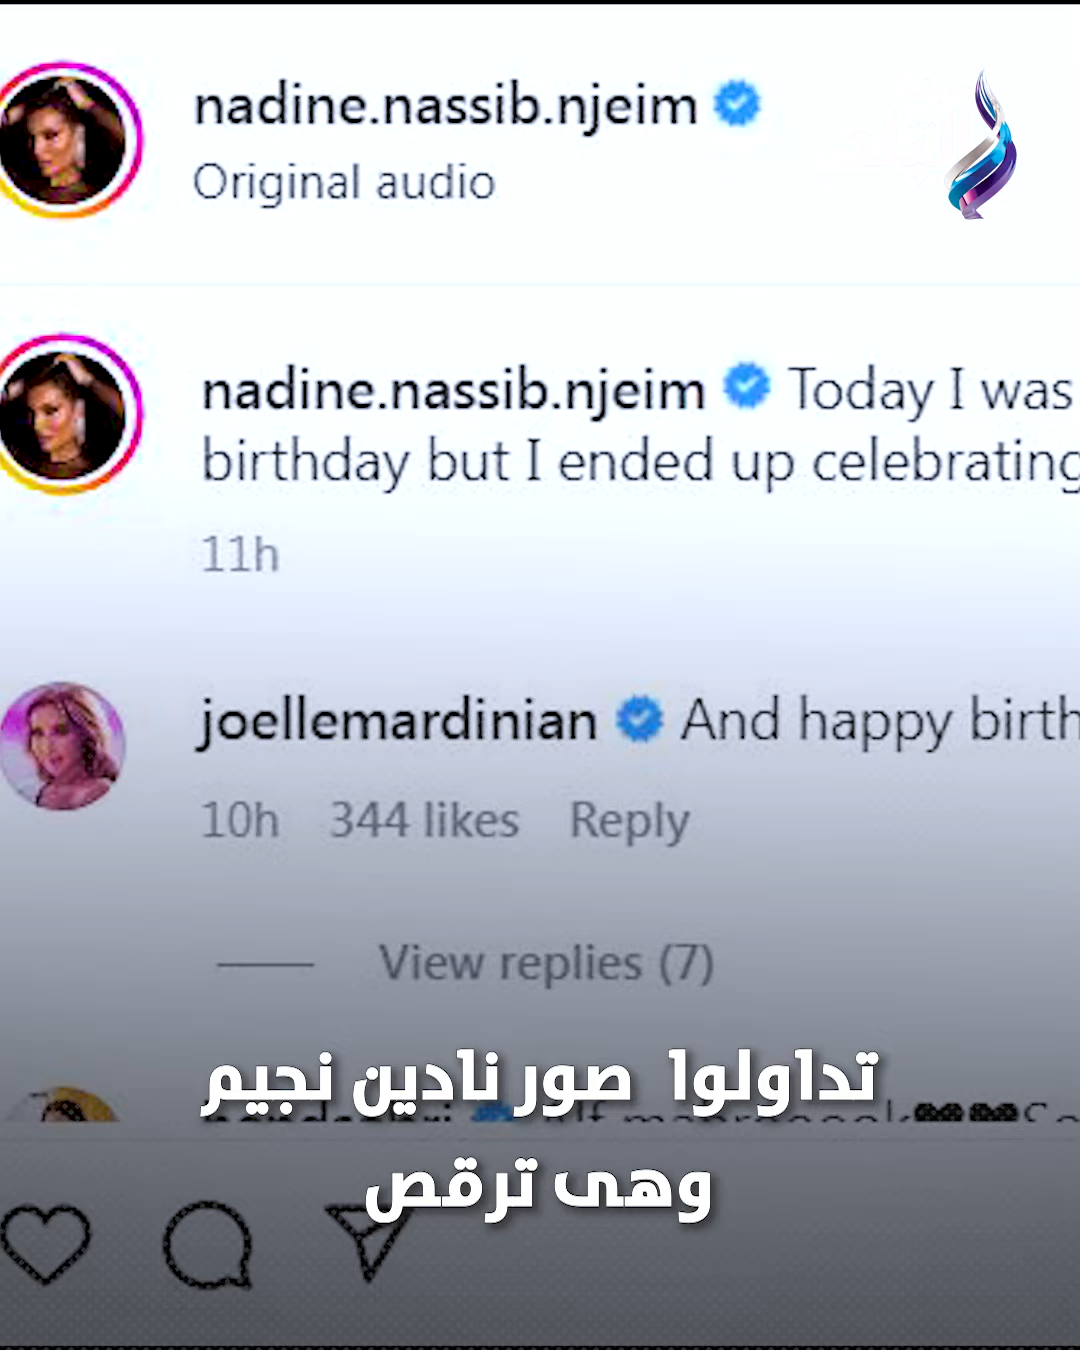 nadine.nassib.njeim
Original audio
nadine.nassib.njeim Today I was
birthday but I ended up celebrating
11h
joellemardinian And happy birth
10h 344 likes Reply
View replies (7)
تداولوا صور نادين نجيم
وهى ترقص